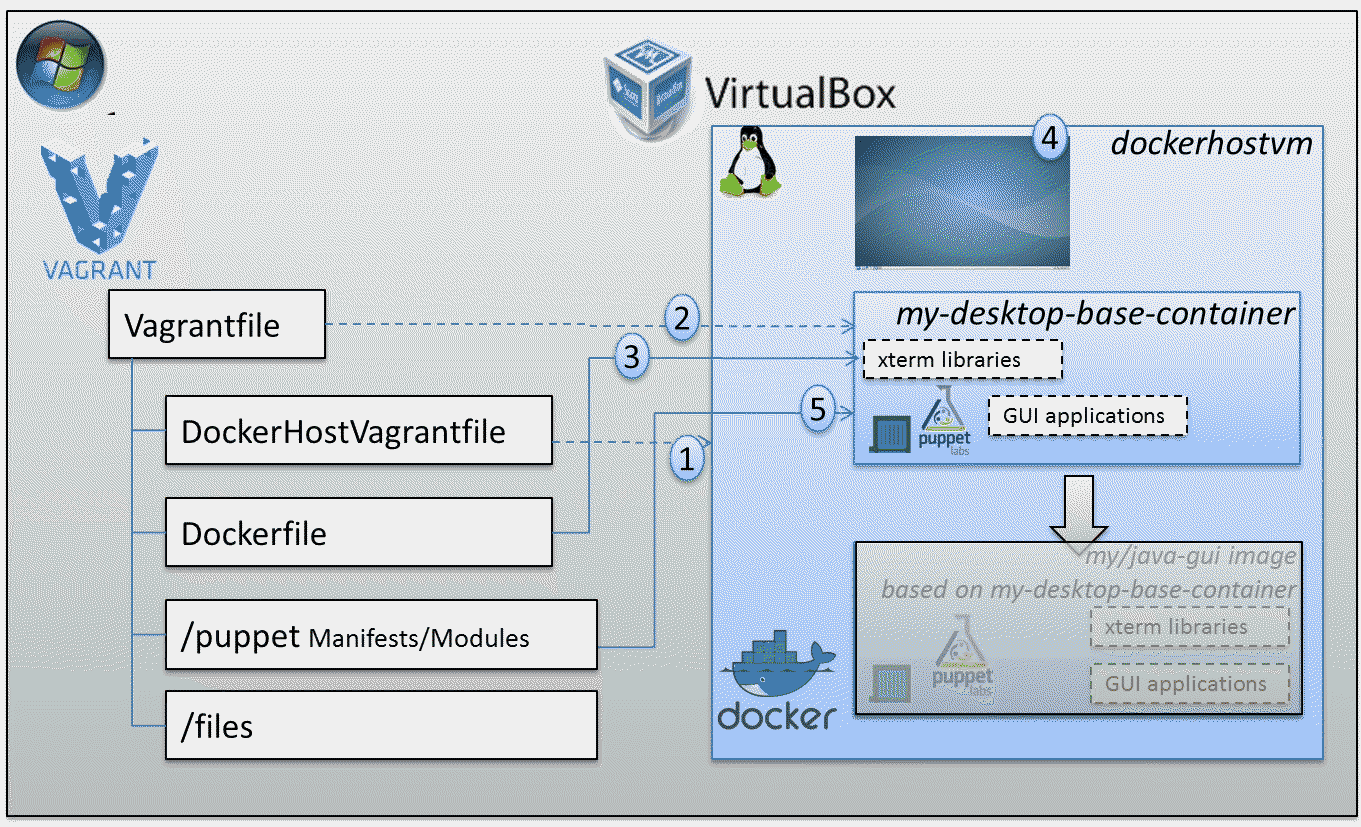 VirtualBox
4
dockerhostvm
VAGRANT
Vagrantfile
2
my-desktop-base-container
3
xterm libraries
DockerHostVagrantfile
1
5
puppet
labs
GUI applications
Dockerfile
my/java-gui image
based on my-desktop-base-container
xterm libraries
puppet
labs
GUI applications
/puppet Manifests/Modules
/files
docker